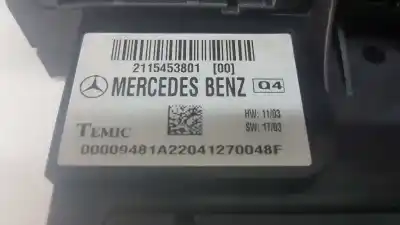 2115453801 [00]
MERCEDES BENZ Q4
HW: 11/03
SW: 17/03
TEMIC
00009481A22041270048F